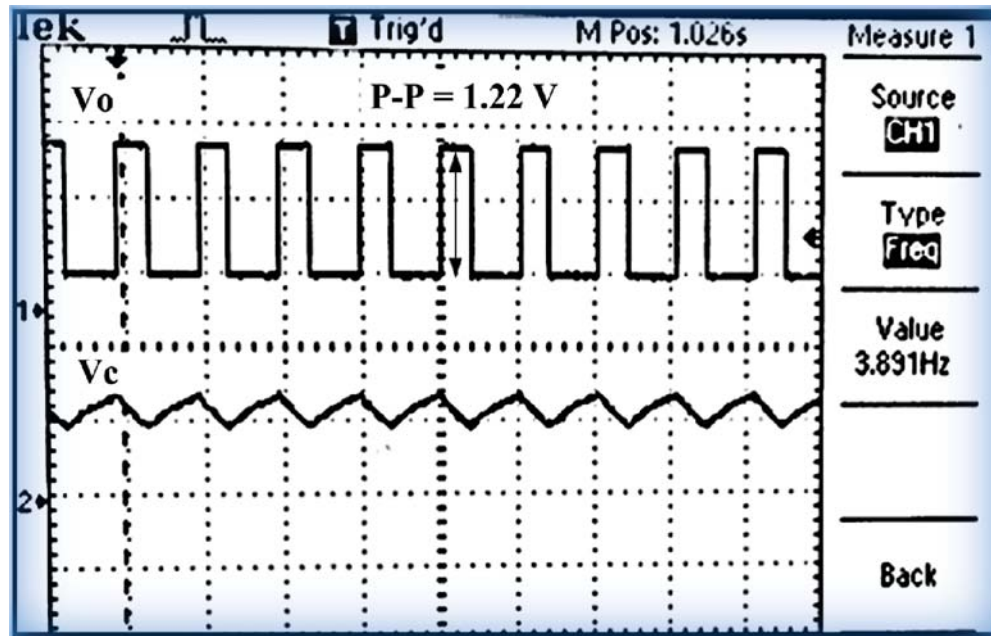 Tek T Trig'd M Pos: 1.026s Measure 1
Vo P-P = 1.22 V
Source
CH1
Type
Freq
1
Value
3.891Hz
Vc
2
Back